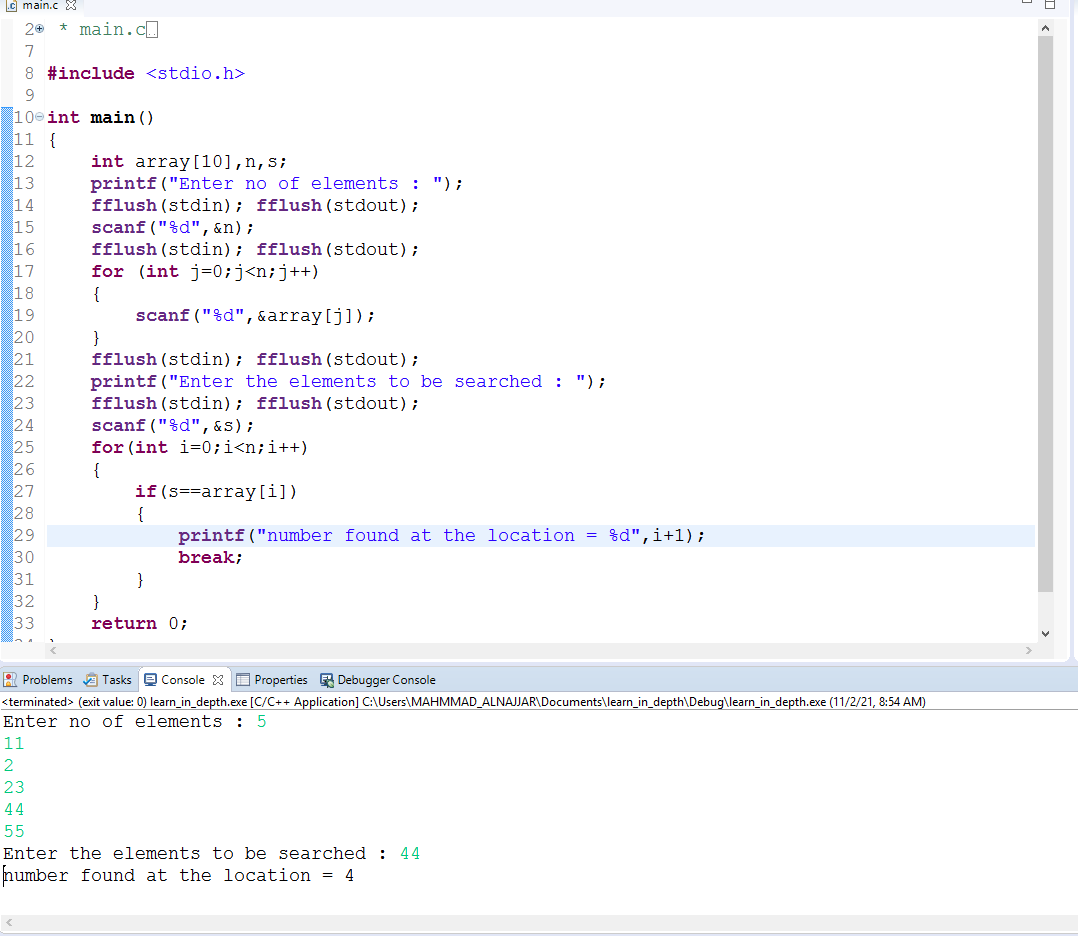 main.c
2 * main.c
7
8 #include <stdio.h>
9
10 int main()
11 {
12     int array[10],n,s;
13     printf("Enter no of elements : ");
14     fflush(stdin); fflush(stdout);
15     scanf("%d",&n);
16     fflush(stdin); fflush(stdout);
17     for (int j=0;j<n;j++)
18     {
19         scanf("%d",&array[j]);
20     }
21     fflush(stdin); fflush(stdout);
22     printf("Enter the elements to be searched : ");
23     fflush(stdin); fflush(stdout);
24     scanf("%d",&s);
25     for(int i=0;i<n;i++)
26     {
27         if(s==array[i])
28         {
29             printf("number found at the location = %d",i+1);
30             break;
31         }
32     }
33     return 0;
Problems Tasks Console Properties Debugger Console
<terminated> (exit value: 0) learn_in_depth.exe [C/C++ Application] C:\Users\MAHMMAD_ALNAJJAR\Documents\learn_in_depth\Debug\learn_in_depth.exe (11/2/21, 8:54 AM)
Enter no of elements : 5
11
2
23
44
55
Enter the elements to be searched : 44
number found at the location = 4